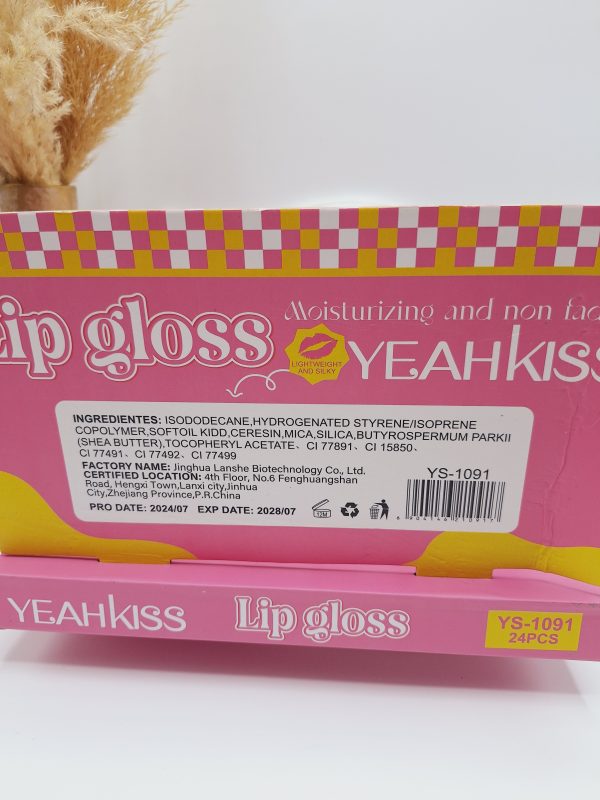 Lip gloss
Moisturizing and non
LIGHTWEIGHT
AND SILKY
YEAHKISS
INGREDIENTES: ISODODECANE,HYDROGENATED STYRENE/ISOPRENE
COPOLYMER,SOFTOIL KIDD,CERESIN,MICA,SILICA,BUTYROSPERMUM PARKII
(SHEA BUTTER),TOCOPHERYL ACETATE、CI 77891、CI 15850、
CI 77491、CI 77492、CI 77499
FACTORY NAME: Jinghua Lanshe Biotechnology Co., Ltd.
CERTIFIED LOCATION: 4th Floor, No.6 Fenghuangshan
Road, Hengxi Town,Lanxi city,Jinhua
City,Zhejiang Province,P.R.China
PRO DATE: 2024/07 EXP DATE: 2028/07
12M
YS-1091
6 904146 210917
YEAHKISS
Lip gloss
YS-1091
24PCS